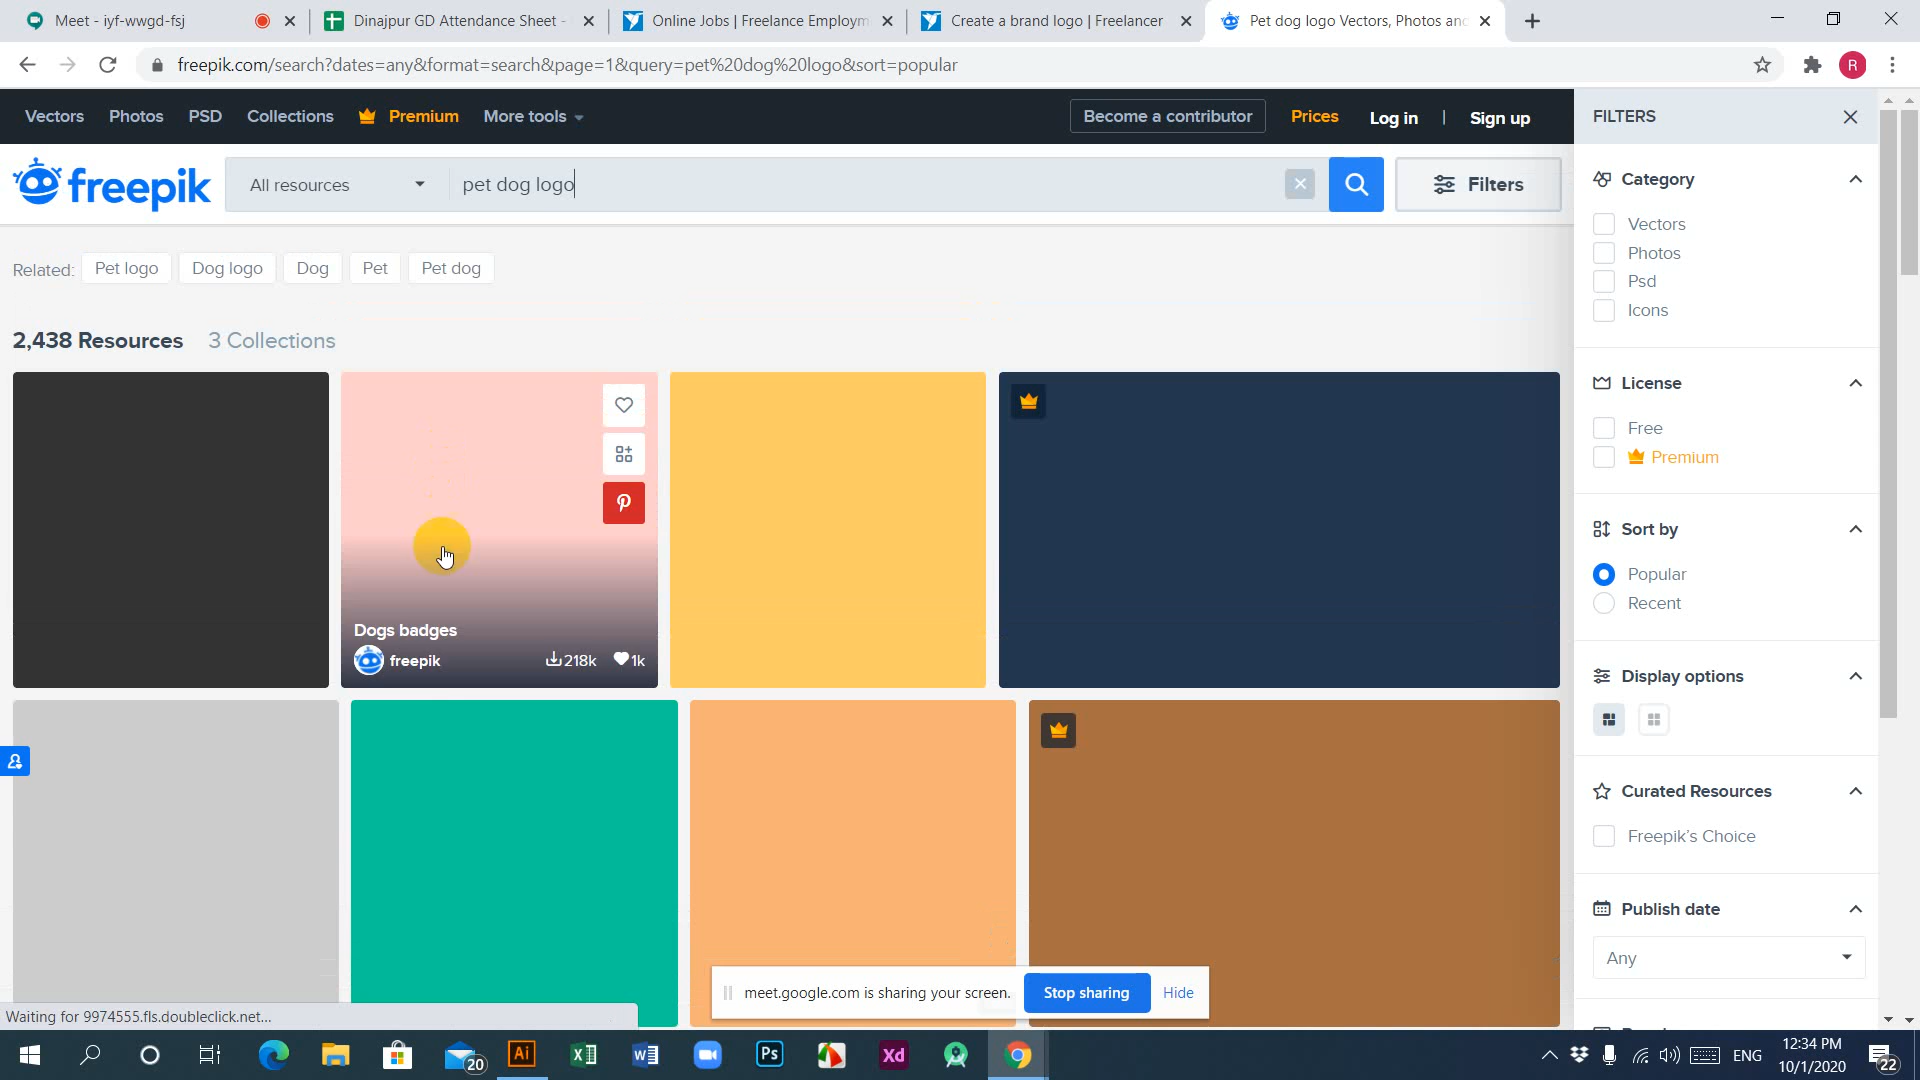 Meet - iyf-wwgd-fsj
Dinajpur GD Attendance Sheet -
Online Jobs | Freelance Employm
Create a brand logo | Freelancer
Pet dog logo Vectors, Photos and
freepik.com/search?dates=any&format=search&page=1&query=pet%20dog%20logo&sort=popular
R
Vectors
Photos
PSD
Collections
Premium
More tools
Become a contributor
Prices
Log in
|
Sign up
FILTERS
freepik
All resources
pet dog logo
Filters
Category
Vectors
Photos
Psd
Icons
Related:
Pet logo
Dog logo
Dog
Pet
Pet dog
2,438 Resources
3 Collections
License
Free
Premium
Sort by
Popular
Recent
Dogs badges
freepik
218k
1k
Display options
Curated Resources
Freepik's Choice
Publish date
Any
meet.google.com is sharing your screen.
Stop sharing
Hide
Waiting for 9974555.fls.doubleclick.net...
20
Ai
Ps
Xd
ENG
12:34 PM
10/1/2020
22